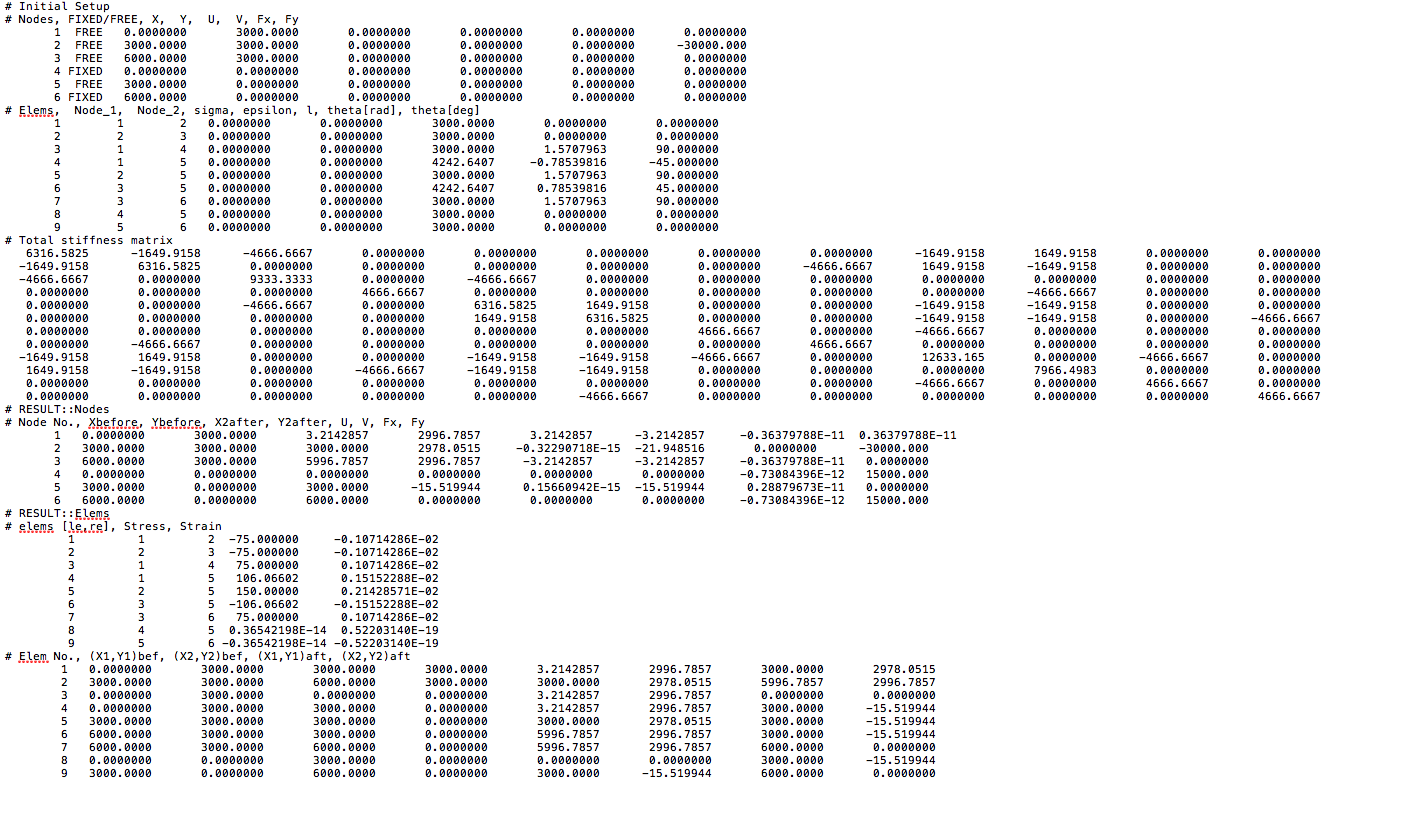 # Initial Setup
# Nodes, FIXED/FREE, X, Y, U, V, Fx, Fy
1 FREE 0.0000000 3000.0000 0.0000000 0.0000000 0.0000000 0.0000000
2 FREE 3000.0000 3000.0000 0.0000000 0.0000000 0.0000000 -30000.000
3 FREE 6000.0000 3000.0000 0.0000000 0.0000000 0.0000000 0.0000000
4 FIXED 0.0000000 0.0000000 0.0000000 0.0000000 0.0000000 0.0000000
5 FREE 3000.0000 0.0000000 0.0000000 0.0000000 0.0000000 0.0000000
6 FIXED 6000.0000 0.0000000 0.0000000 0.0000000 0.0000000 0.0000000
# Elems, Node_1, Node_2, sigma, epsilon, l, theta[rad], theta[deg]
1 1 2 0.0000000 0.0000000 3000.0000 0.0000000 0.0000000
2 2 3 0.0000000 0.0000000 3000.0000 0.0000000 0.0000000
3 1 4 0.0000000 0.0000000 3000.0000 1.5707963 90.000000
4 1 5 0.0000000 0.0000000 4242.6407 -0.78539816 -45.000000
5 2 5 0.0000000 0.0000000 3000.0000 1.5707963 90.000000
6 3 5 0.0000000 0.0000000 4242.6407 0.78539816 45.000000
7 3 6 0.0000000 0.0000000 3000.0000 1.5707963 90.000000
8 4 5 0.0000000 0.0000000 3000.0000 0.0000000 0.0000000
9 5 6 0.0000000 0.0000000 3000.0000 0.0000000 0.0000000
# Total stiffness matrix
6316.5825 -1649.9158 -4666.6667 0.0000000 0.0000000 0.0000000 0.0000000 0.0000000 -1649.9158 1649.9158 0.0000000 0.0000000
-1649.9158 6316.5825 0.0000000 0.0000000 0.0000000 0.0000000 0.0000000 -4666.6667 1649.9158 -1649.9158 0.0000000 0.0000000
-4666.6667 0.0000000 9333.3333 0.0000000 -4666.6667 0.0000000 0.0000000 0.0000000 0.0000000 0.0000000 0.0000000 0.0000000
0.0000000 0.0000000 0.0000000 4666.6667 0.0000000 0.0000000 0.0000000 0.0000000 0.0000000 -4666.6667 0.0000000 0.0000000
0.0000000 0.0000000 -4666.6667 0.0000000 6316.5825 1649.9158 0.0000000 0.0000000 -1649.9158 -1649.9158 0.0000000 0.0000000
0.0000000 0.0000000 0.0000000 0.0000000 1649.9158 6316.5825 0.0000000 0.0000000 -1649.9158 -1649.9158 0.0000000 -4666.6667
0.0000000 0.0000000 0.0000000 0.0000000 0.0000000 0.0000000 4666.6667 0.0000000 -4666.6667 0.0000000 0.0000000 0.0000000
0.0000000 -4666.6667 0.0000000 0.0000000 0.0000000 0.0000000 0.0000000 4666.6667 0.0000000 0.0000000 0.0000000 0.0000000
-1649.9158 1649.9158 0.0000000 0.0000000 -1649.9158 -1649.9158 -4666.6667 0.0000000 12633.165 0.0000000 -4666.6667 0.0000000
1649.9158 -1649.9158 0.0000000 -4666.6667 -1649.9158 -1649.9158 0.0000000 0.0000000 0.0000000 7966.4983 0.0000000 0.0000000
0.0000000 0.0000000 0.0000000 0.0000000 0.0000000 0.0000000 0.0000000 0.0000000 -4666.6667 0.0000000 4666.6667 0.0000000
0.0000000 0.0000000 0.0000000 0.0000000 0.0000000 -4666.6667 0.0000000 0.0000000 0.0000000 0.0000000 0.0000000 4666.6667
# RESULT::Nodes
# Node No., Xbefore, Ybefore, X2after, Y2after, U, V, Fx, Fy
1 0.0000000 3000.0000 3.2142857 2996.7857 3.2142857 -3.2142857 -0.36379788E-11 0.36379788E-11
2 3000.0000 3000.0000 3000.0000 2978.0515 -0.32290718E-15 -21.948516 0.0000000 -30000.000
3 6000.0000 3000.0000 5996.7857 2996.7857 -3.2142857 -3.2142857 -0.36379788E-11 0.0000000
4 0.0000000 0.0000000 0.0000000 0.0000000 0.0000000 0.0000000 -0.73084396E-12 15000.000
5 3000.0000 0.0000000 3000.0000 -15.519944 0.15660942E-15 -15.519944 0.28879673E-11 0.0000000
6 6000.0000 0.0000000 6000.0000 0.0000000 0.0000000 0.0000000 -0.73084396E-12 15000.000
# RESULT::Elems
# elems [le,re], Stress, Strain
1 1 2 -75.000000 -0.10714286E-02
2 2 3 -75.000000 -0.10714286E-02
3 1 4 75.000000 0.10714286E-02
4 1 5 106.06602 0.15152288E-02
5 2 5 150.00000 0.21428571E-02
6 3 5 -106.06602 -0.15152288E-02
7 3 6 75.000000 0.10714286E-02
8 4 5 0.36542198E-14 0.52203140E-19
9 5 6 -0.36542198E-14 -0.52203140E-19
# Elem No., (X1,Y1)bef, (X2,Y2)bef, (X1,Y1)aft, (X2,Y2)aft
1 0.0000000 3000.0000 3000.0000 3000.0000 3.2142857 2996.7857 3000.0000 2978.0515
2 3000.0000 3000.0000 6000.0000 3000.0000 3000.0000 2978.0515 5996.7857 2996.7857
3 0.0000000 3000.0000 0.0000000 0.0000000 3.2142857 2996.7857 0.0000000 0.0000000
4 0.0000000 3000.0000 3000.0000 0.0000000 3.2142857 2996.7857 3000.0000 -15.519944
5 3000.0000 3000.0000 3000.0000 0.0000000 3000.0000 2978.0515 3000.0000 -15.519944
6 6000.0000 3000.0000 3000.0000 0.0000000 5996.7857 2996.7857 3000.0000 -15.519944
7 6000.0000 3000.0000 6000.0000 0.0000000 5996.7857 2996.7857 6000.0000 0.0000000
8 0.0000000 0.0000000 3000.0000 0.0000000 0.0000000 0.0000000 3000.0000 -15.519944
9 3000.0000 0.0000000 6000.0000 0.0000000 3000.0000 -15.519944 6000.0000 0.0000000